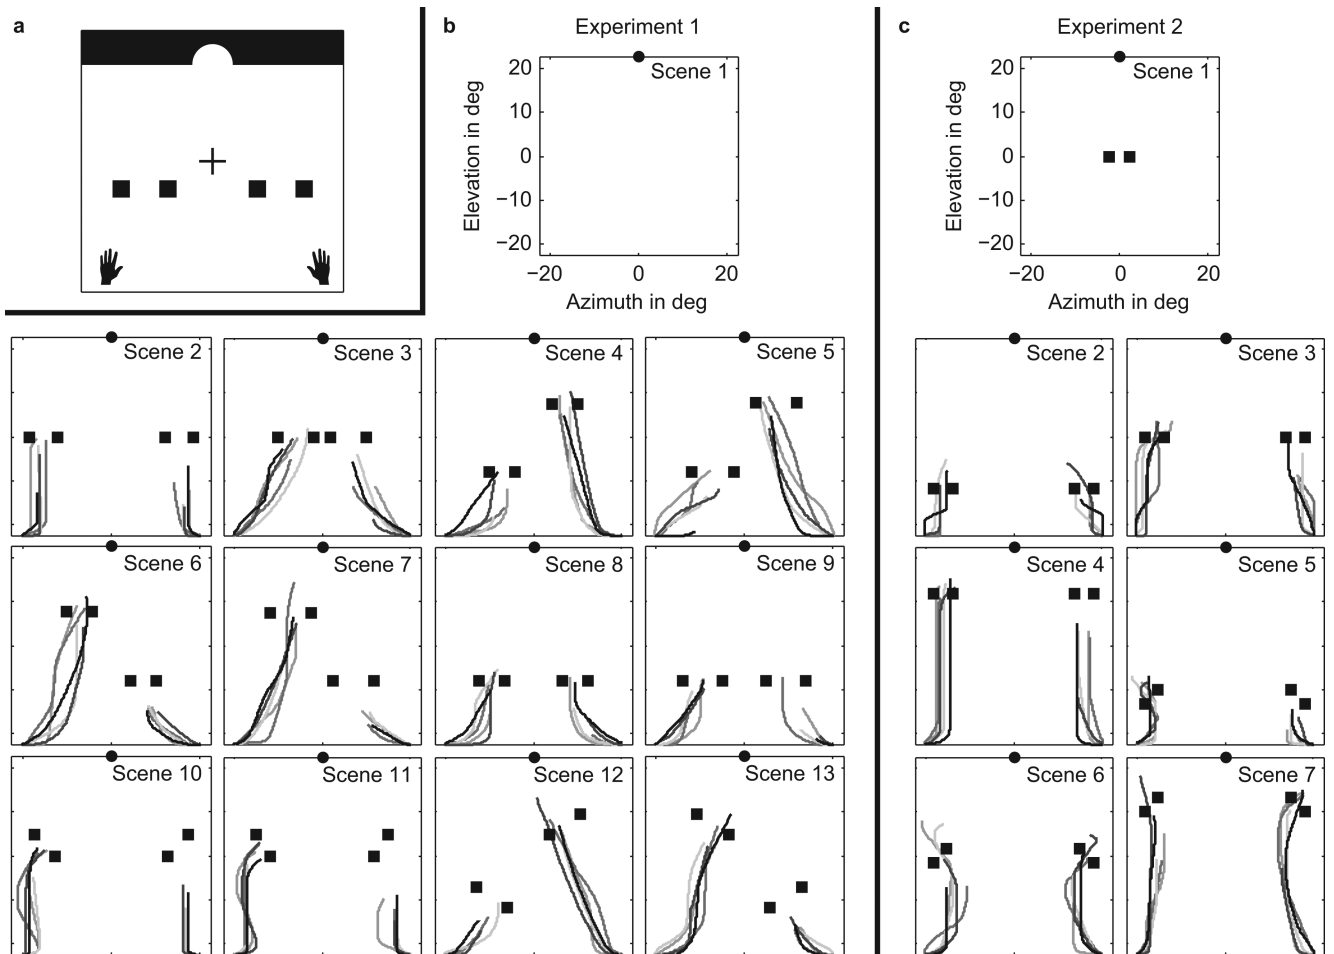 a
b
Experiment 1
Scene 1
20
10
0
−10
−20
Elevation in deg
−20
0
20
Azimuth in deg
c
Experiment 2
Scene 1
20
10
0
−10
−20
Elevation in deg
−20
0
20
Azimuth in deg
Scene 2
Scene 3
Scene 4
Scene 5
Scene 2
Scene 3
Scene 6
Scene 7
Scene 8
Scene 9
Scene 4
Scene 5
Scene 10
Scene 11
Scene 12
Scene 13
Scene 6
Scene 7